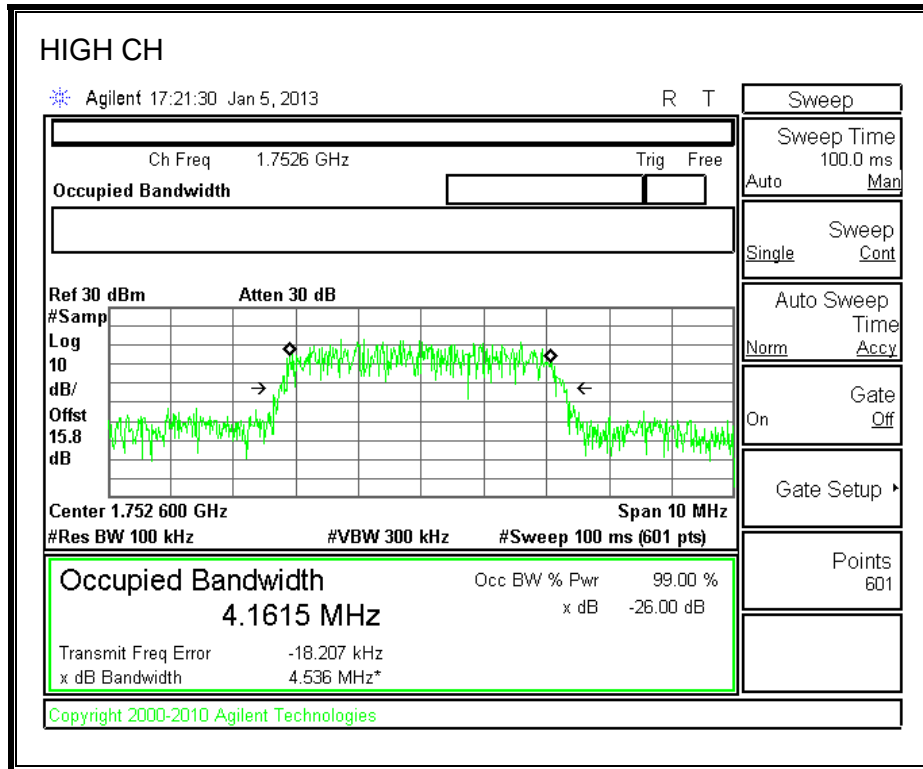 HIGH CH
Agilent 17:21:30 Jan 5, 2013 R T
Ch Freq 1.7526 GHz Trig Free
Occupied Bandwidth
Ref 30 dBm Atten 30 dB
#Samp
Log
10
dB/
Offst
15.8
dB
Center 1.752 600 GHz Span 10 MHz
#Res BW 100 kHz #VBW 300 kHz #Sweep 100 ms (601 pts)
Occupied Bandwidth Occ BW % Pwr 99.00 %
4.1615 MHz x dB -26.00 dB
Transmit Freq Error -18.207 kHz
x dB Bandwidth 4.536 MHz*
Copyright 2000-2010 Agilent Technologies
Sweep
Sweep Time
100.0 ms
Auto Man
Sweep
Single Cont
Auto Sweep
Time
Norm Accy
Gate
On Off
Gate Setup
Points
601